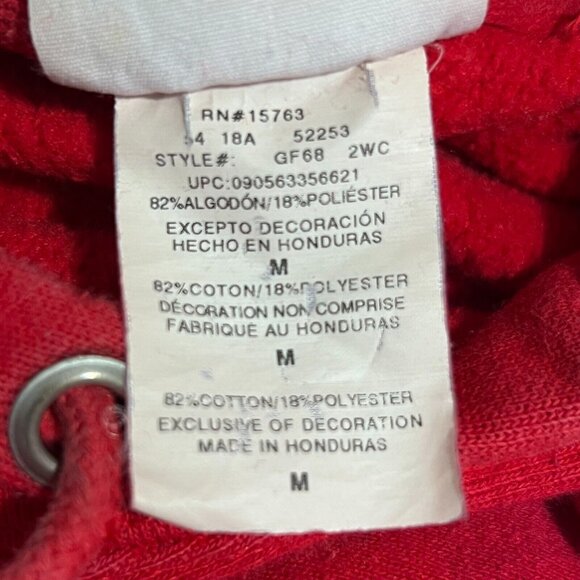 RN#15763
54 18A 52253
STYLE#: GF68 2WC
UPC:090563356621
82%ALGODÓN/18%POLIÉSTER
EXCEPTO DECORACIÓN
HECHO EN HONDURAS
M
82%COTON/18%POLYESTER
DÉCORATION NON COMPRISE
FABRIQUÉ AU HONDURAS
M
82%COTTON/18%POLYESTER
EXCLUSIVE OF DECORATION
MADE IN HONDURAS
M